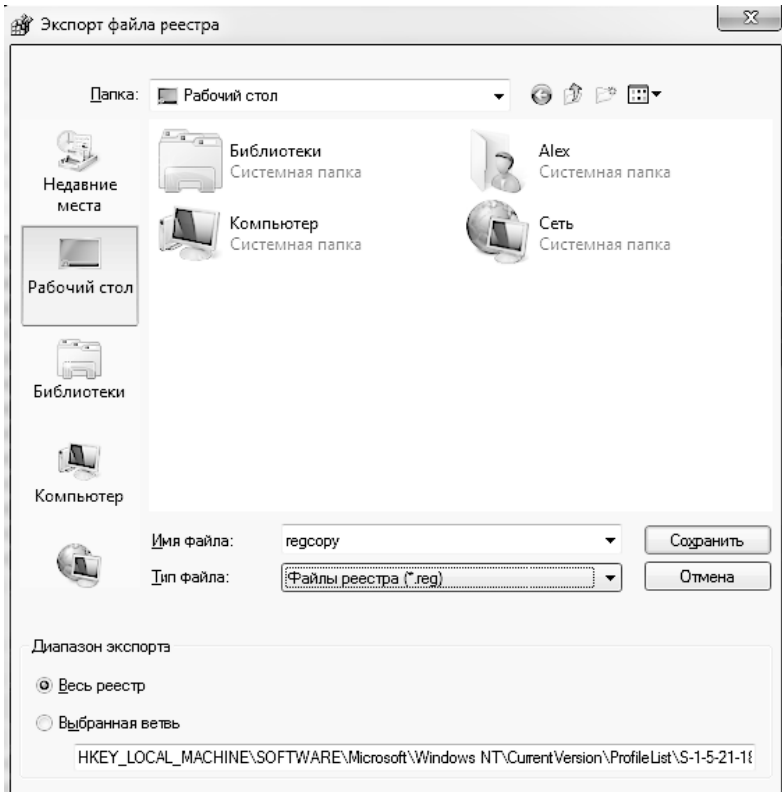 Экспорт файла реестра
Папка: Рабочий стол
Недавние места
Рабочий стол
Библиотеки
Компьютер
Библиотеки
Системная папка
Alex
Системная папка
Компьютер
Системная папка
Сеть
Системная папка
Имя файла: regcopy Сохранить
Тип файла: Файлы реестра (*.reg) Отмена
Диапазон экспорта
Весь реестр
Выбранная ветвь
HKEY_LOCAL_MACHINE\SOFTWARE\Microsoft\Windows NT\CurrentVersion\ProfileList\S-1-5-21-18